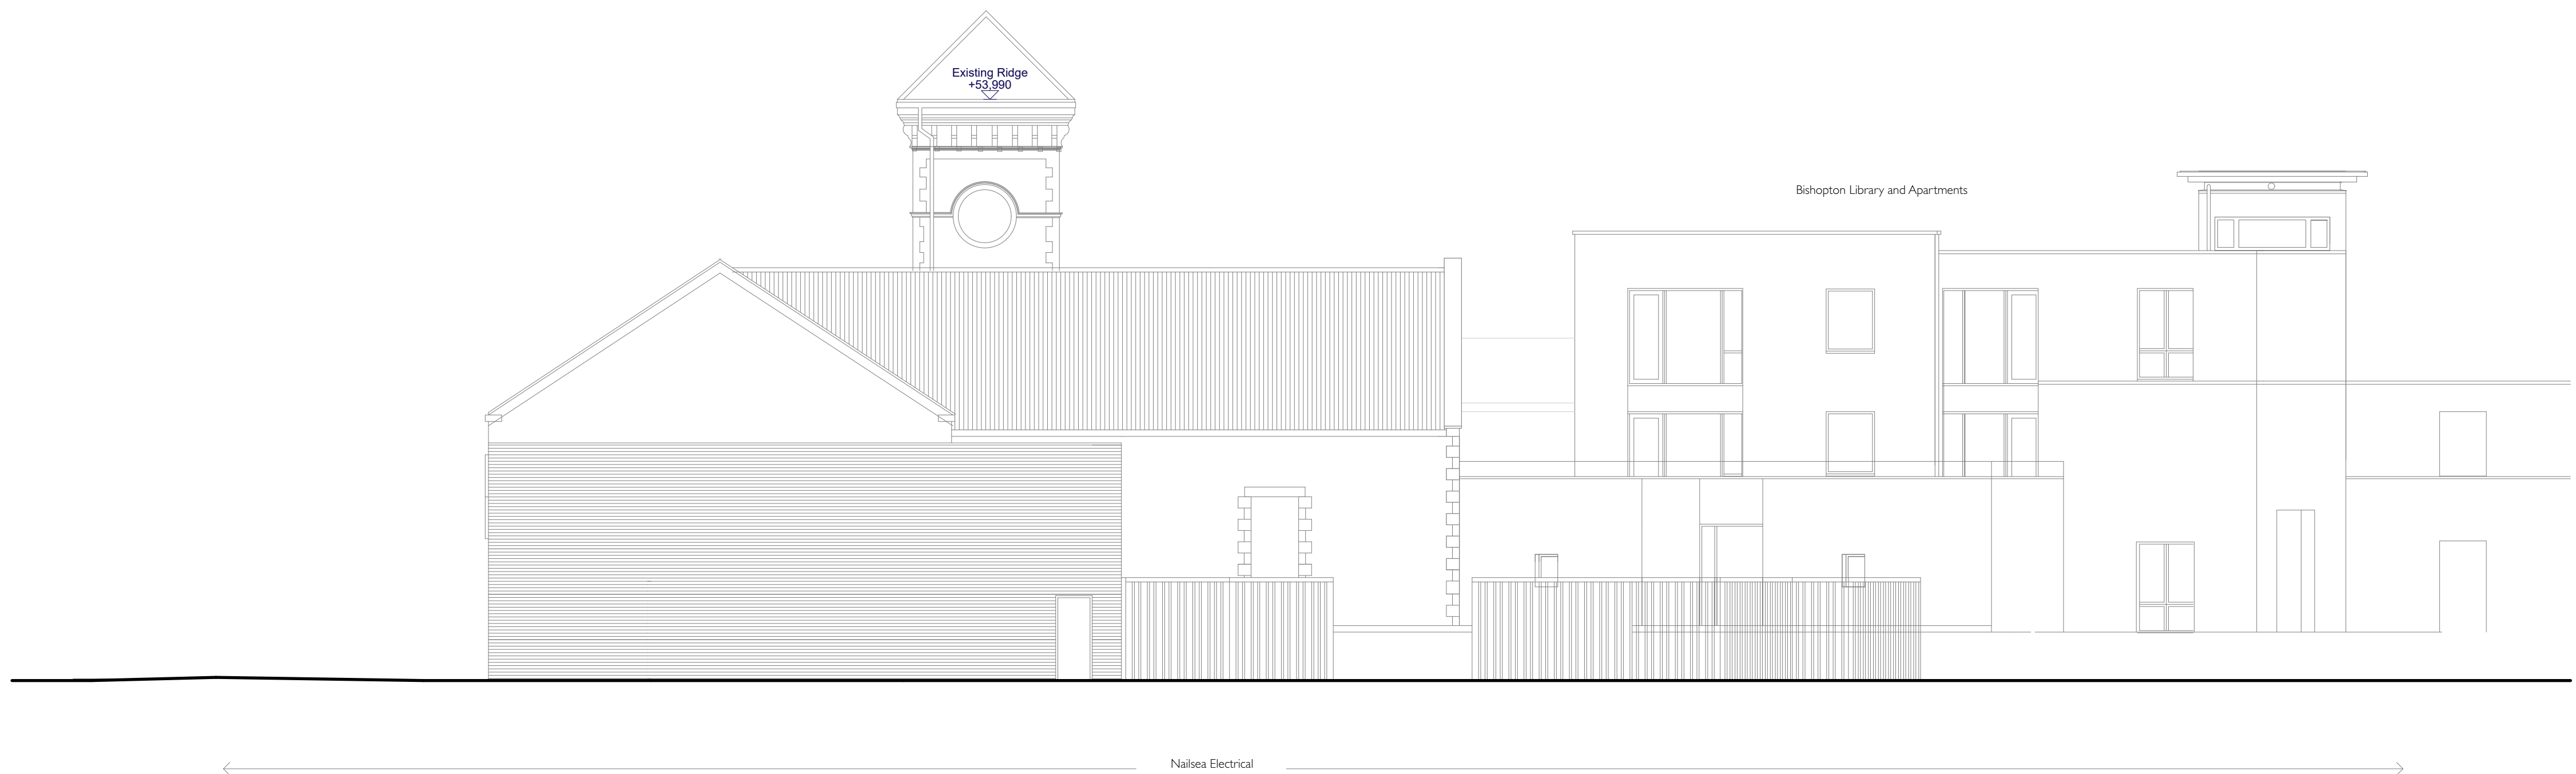 Existing Ridge
+53,990
Bishopton Library and Apartments
Nailsea Electrical